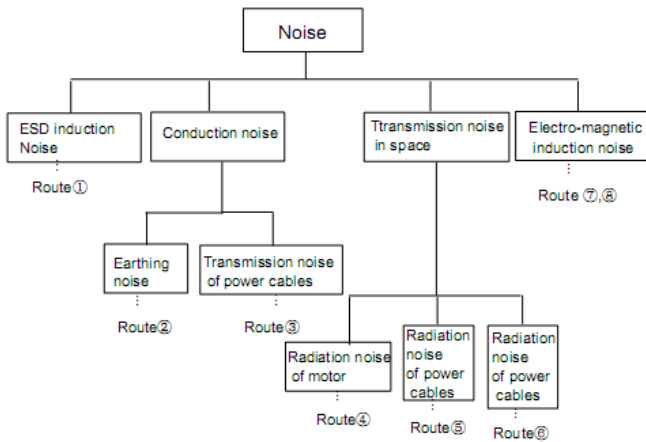 Noise
ESD induction
Noise
Conduction noise
Ttransmission noise
in space
Electro-magnetic
induction noise
Route①
Route ⑦,⑧
Earthing
noise
Transmission noise
of power cables
Route②
Route③
Radiation noise
of motor
Radiation
noise
of power
cables
Radiation
noise
of power
cables
Route④
Route⑤
Route⑥